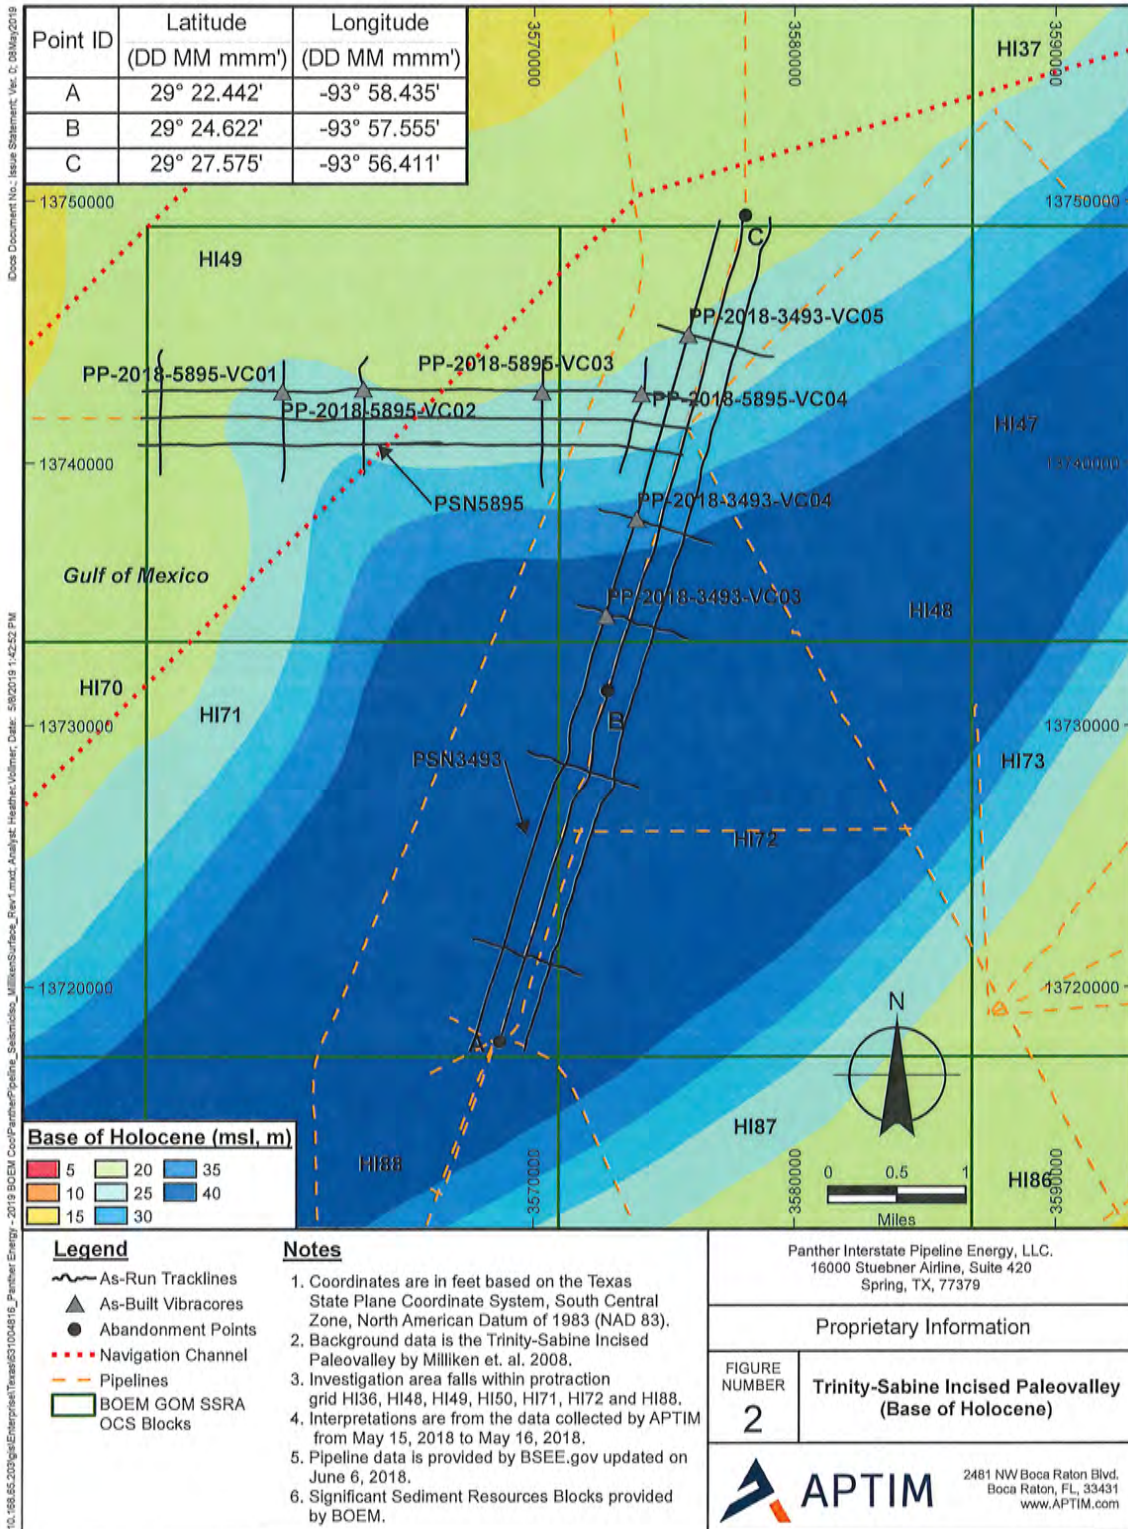 Point ID
Latitude
(DD MM mmm')
Longitude
(DD MM mmm')
A
29° 22.442'
-93° 58.435'
B
29° 24.622'
-93° 57.555'
C
29° 27.575'
-93° 56.411'
3570000
3580000
3590000
HI37
13750000
13750000
HI49
C
PP-2018-3493-VC05
PP-2018-5895-VC03
PP-2018-5895-VC01
PP-2018-5895-VC04
PP-2018-5895-VC02
HI47
13740000
13740000
PSN5895
PP-2018-3493-VC04
Gulf of Mexico
PP-2018-3493-VC03
HI48
HI70
HI71
B
13730000
13730000
PSN3493
HI73
HI72
13720000
13720000
N
A
HI87
HI88
HI86
3570000
3580000
3590000
0 0.5 1
Miles
Base of Holocene (msl, m)
5 20 35
10 25 40
15 30
Legend
As-Run Tracklines
As-Built Vibracores
Abandonment Points
Navigation Channel
Pipelines
BOEM GOM SSRA
OCS Blocks
Notes
1. Coordinates are in feet based on the Texas
State Plane Coordinate System, South Central
Zone, North American Datum of 1983 (NAD 83).
2. Background data is the Trinity-Sabine Incised
Paleovalley by Milliken et. al. 2008.
3. Investigation area falls within protraction
grid HI36, HI48, HI49, HI50, HI71, HI72 and HI88.
4. Interpretations are from the data collected by APTIM
from May 15, 2018 to May 16, 2018.
5. Pipeline data is provided by BSEE.gov updated on
June 6, 2018.
6. Significant Sediment Resources Blocks provided
by BOEM.
Panther Interstate Pipeline Energy, LLC.
16000 Stuebner Airline, Suite 420
Spring, TX, 77379
Proprietary Information
FIGURE
NUMBER
2
Trinity-Sabine Incised Paleovalley
(Base of Holocene)
APTIM
2481 NW Boca Raton Blvd.
Boca Raton, FL, 33431
www.APTIM.com